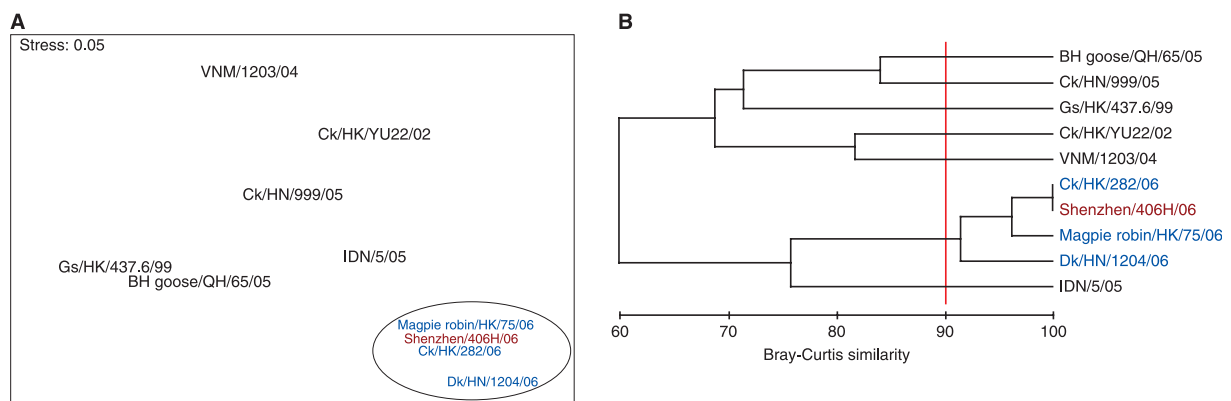 A
Stress: 0.05
VNM/1203/04
Ck/HK/YU22/02
Ck/HN/999/05
IDN/5/05
Gs/HK/437.6/99
BH goose/QH/65/05
Magpie robin/HK/75/06
Shenzhen/406H/06
Ck/HK/282/06
Dk/HN/1204/06
B
BH goose/QH/65/05
Ck/HN/999/05
Gs/HK/437.6/99
Ck/HK/YU22/02
VNM/1203/04
Ck/HK/282/06
Shenzhen/406H/06
Magpie robin/HK/75/06
Dk/HN/1204/06
IDN/5/05
60 70 80 90 100
Bray-Curtis similarity